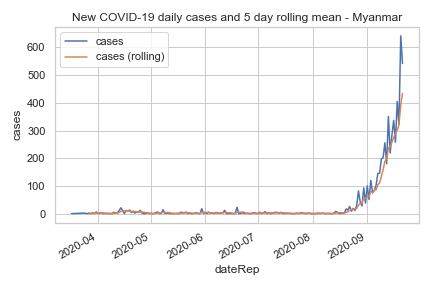 New COVID-19 daily cases and 5 day rolling mean - Myanmar
cases
cases (rolling)
600
500
400
300
200
100
0
cases
2020-04
2020-05
2020-06
2020-07
2020-08
2020-09
dateRep